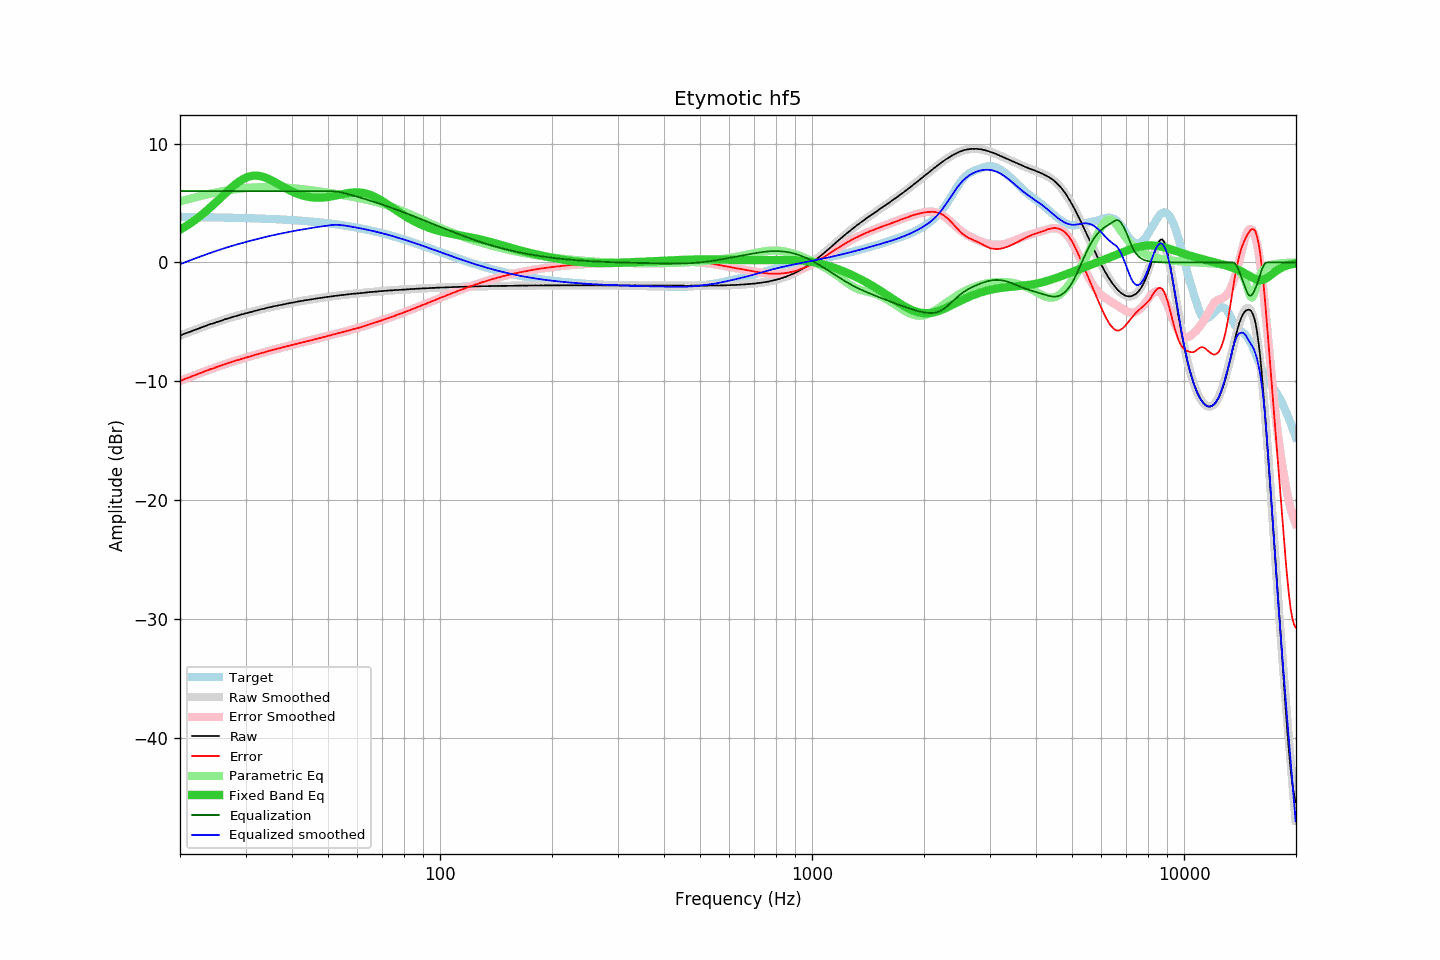 Etymotic hf5
10
0
−10
−20
−30
−40
Amplitude (dBr)
Target
Raw Smoothed
Error Smoothed
Raw
Error
Parametric Eq
Fixed Band Eq
Equalization
Equalized smoothed
100
1000
10000
Frequency (Hz)